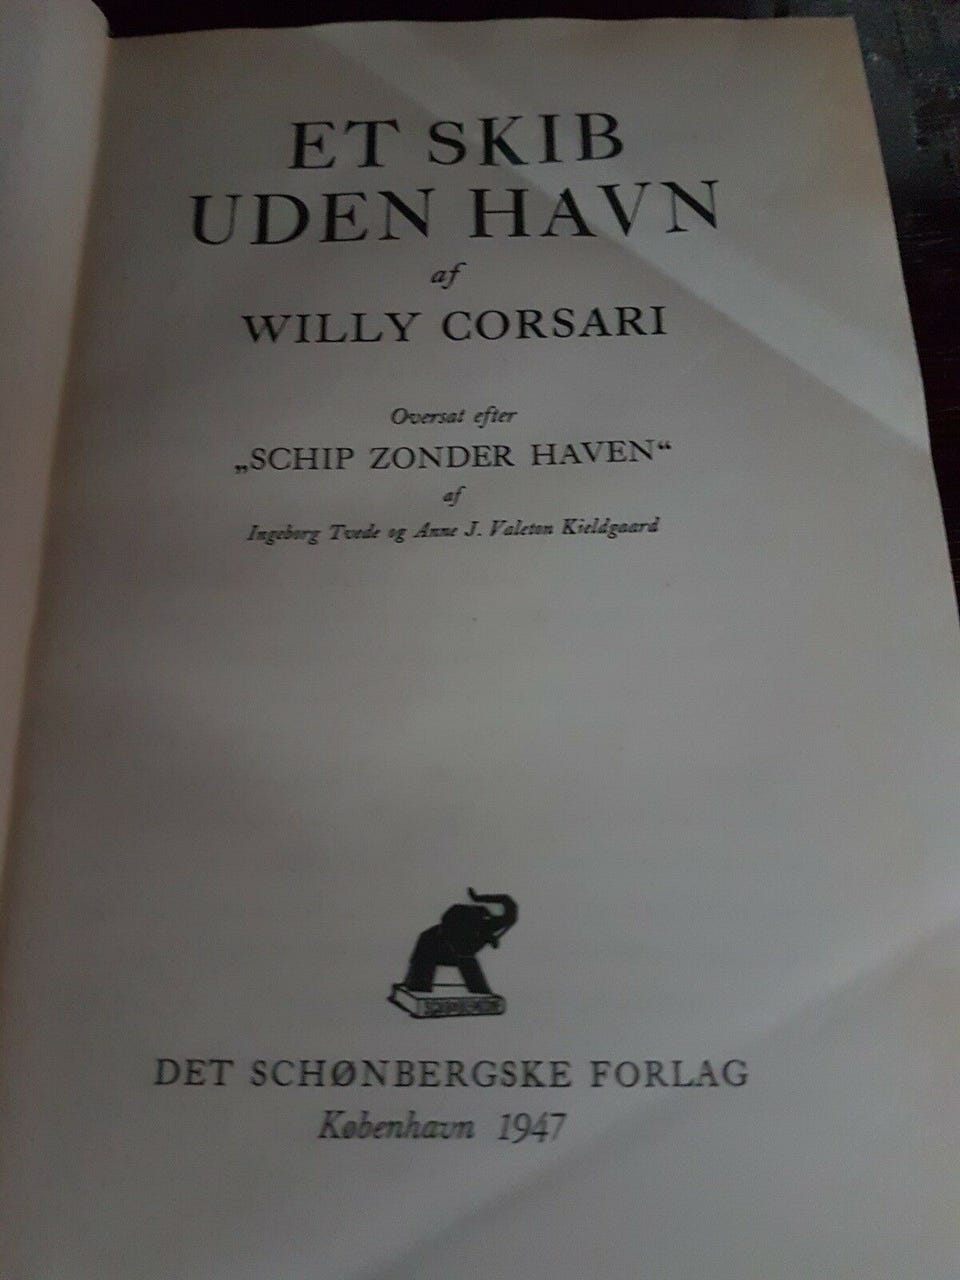 ET SKIB
UDEN HAVN
af
WILLY CORSARI
Oversat efter
„SCHIP ZONDER HAVEN“
af
Ingeborg Tvede og Anne J. Valeton Kieldgaard
DET SCHØNBERGSKE FORLAG
København 1947